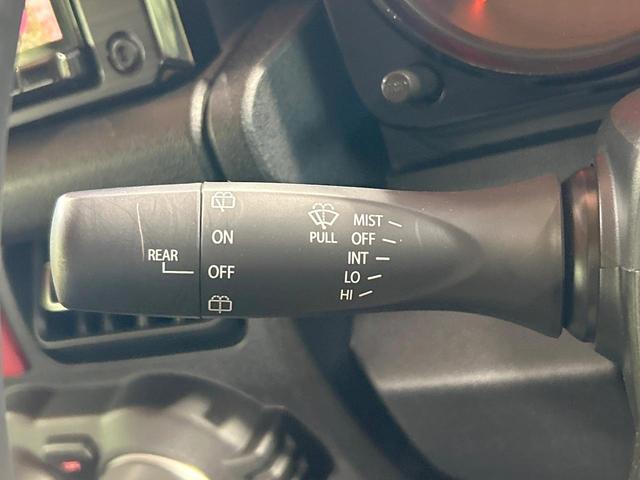 REAR
ON
OFF
PULL
MIST
OFF
INT
LO
HI